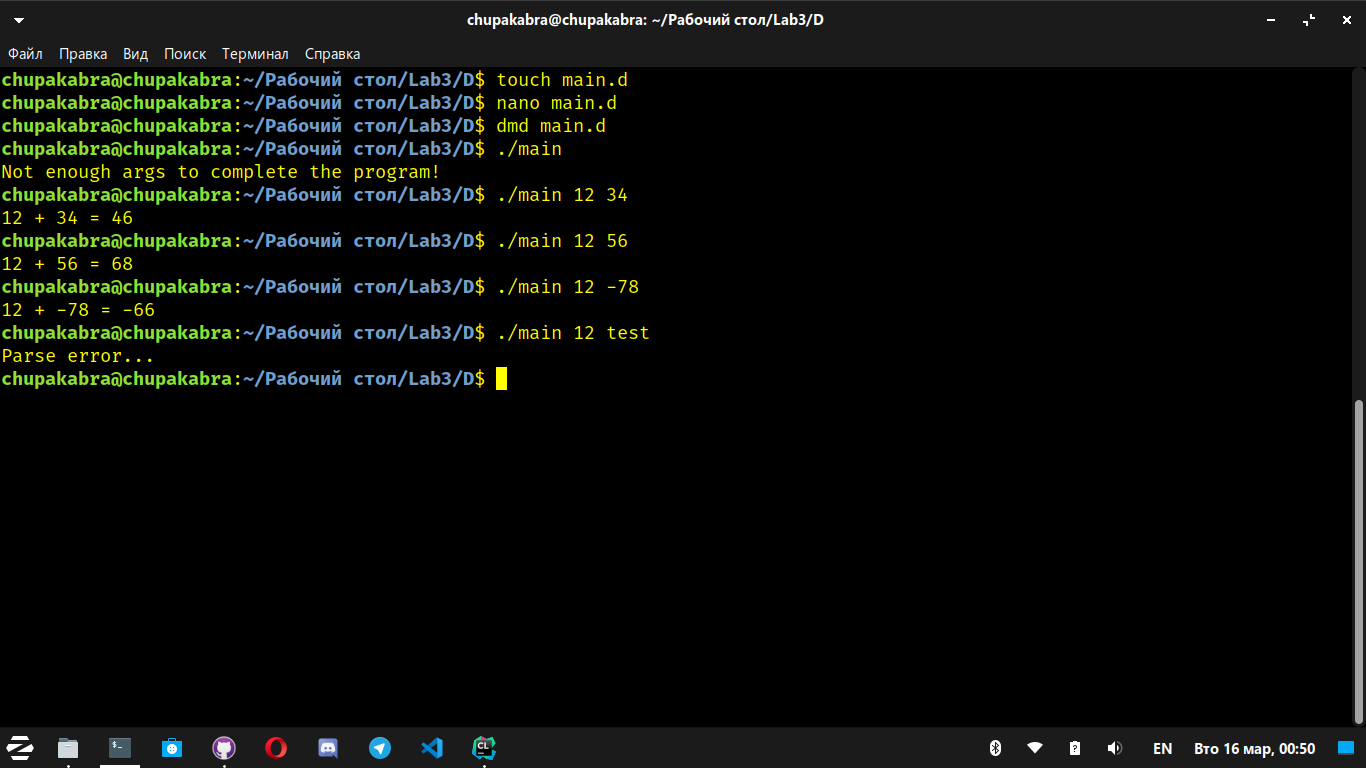 chupakabra@chupakabra: ~/Рабочий стол/Lab3/D
Файл Правка Вид Поиск Терминал Справка
chupakabra@chupakabra:~/Рабочий стол/Lab3/D$ touch main.d
chupakabra@chupakabra:~/Рабочий стол/Lab3/D$ nano main.d
chupakabra@chupakabra:~/Рабочий стол/Lab3/D$ dmd main.d
chupakabra@chupakabra:~/Рабочий стол/Lab3/D$ ./main
Not enough args to complete the program!
chupakabra@chupakabra:~/Рабочий стол/Lab3/D$ ./main 12 34
12 + 34 = 46
chupakabra@chupakabra:~/Рабочий стол/Lab3/D$ ./main 12 56
12 + 56 = 68
chupakabra@chupakabra:~/Рабочий стол/Lab3/D$ ./main 12 -78
12 + -78 = -66
chupakabra@chupakabra:~/Рабочий стол/Lab3/D$ ./main 12 test
Parse error...
chupakabra@chupakabra:~/Рабочий стол/Lab3/D$
$- CL EN Вто 16 мар, 00:50